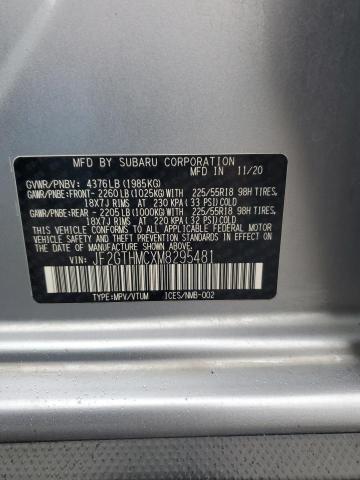 MFD BY SUBARU CORPORATION
MFD IN 11/20
GVWR/PNBV: 4376LB(1985KG)
GAWR/PNBE:FRONT- 2260LB(1025KG)WITH 225/55R18 98H TIRES,
18X7J RIMS AT 230 KPA(33 PSI)COLD
GAWR/PNBE:REAR - 2205LB(1000KG)WITH 225/55R18 98H TIRES,
18X7J RIMS AT 220 KPA(32 PSI)COLD
THIS VEHICLE CONFORMS TO ALL APPLICABLE
FEDERAL MOTOR VEHICLE SAFETY,
BUMPER, AND THEFT PREVENTION
STANDARDS IN EFFECT ON THE
DATE OF MANUFACTURE SHOWN ABOVE.
VIN: JF2GTHMCXM8295481
TYPE:MPV/VTUM ICES/NMB-002